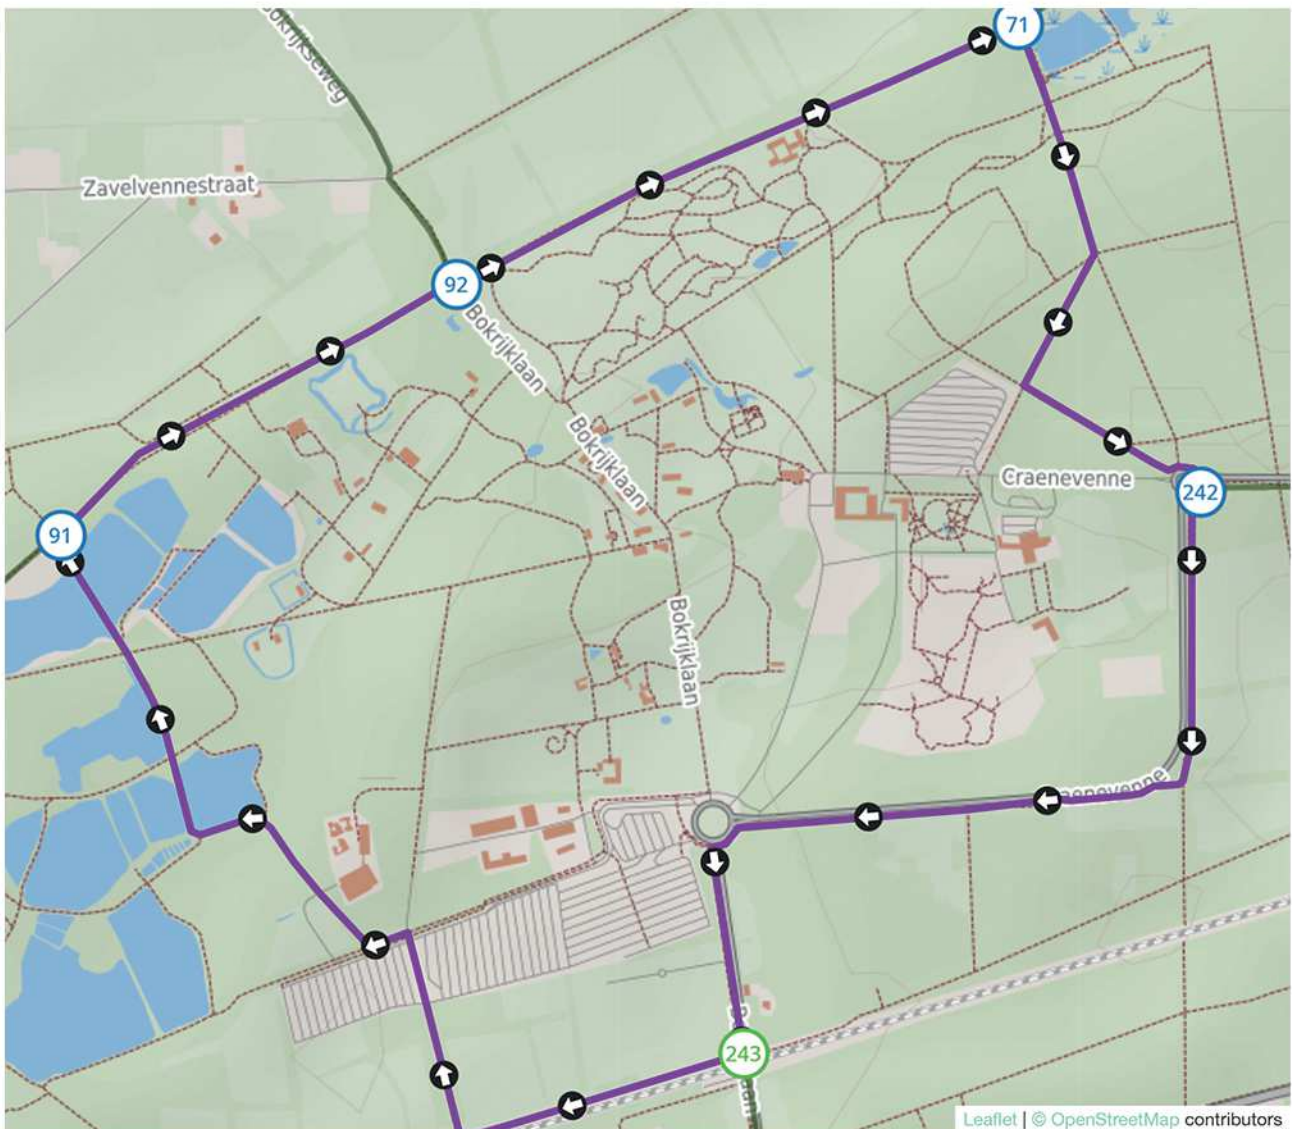 71
Bokrijkseweg
Zavelvennestraat
92
Bokrijklaan
Bokrijklaan
Craenevenne
242
91
Bokrijklaan
243
Leaflet | © OpenStreetMap contributors